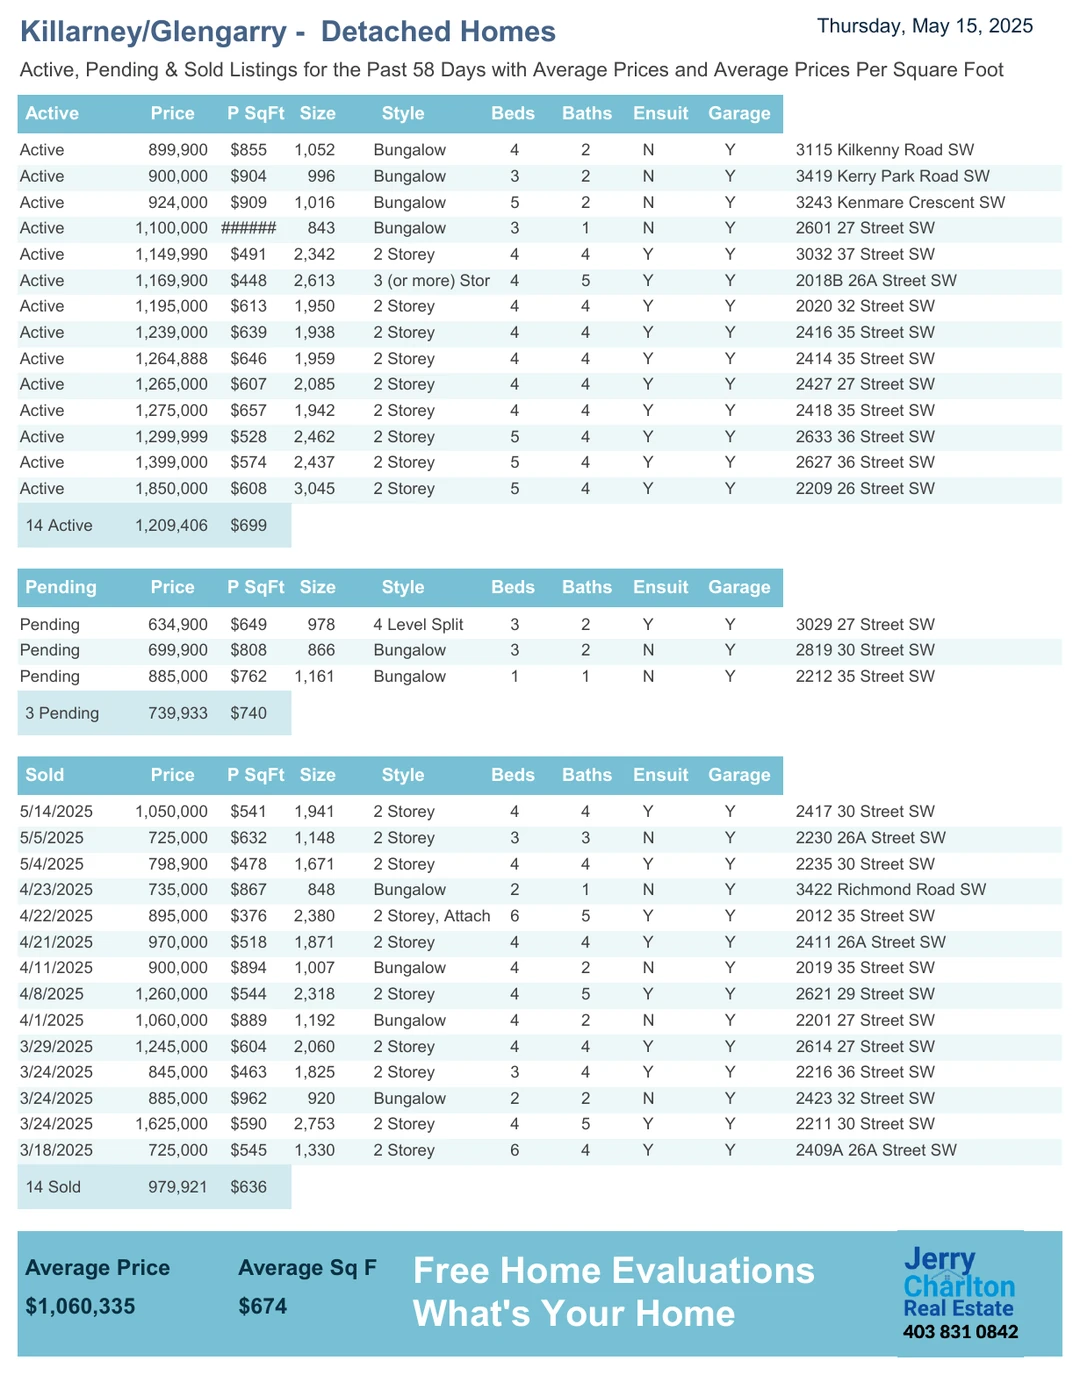 Killarney/Glengarry -  Detached Homes
Thursday, May 15, 2025
Active, Pending & Sold Listings for the Past 58 Days with Average Prices and Average Prices Per Square Foot
Active Price P SqFt Size Style Beds Baths Ensuit Garage
Active 899,900 $855 1,052 Bungalow 4 2 N Y 3115 Kilkenny Road SW
Active 900,000 $904 996 Bungalow 3 2 N Y 3419 Kerry Park Road SW
Active 924,000 $909 1,016 Bungalow 5 2 N Y 3243 Kenmare Crescent SW
Active 1,100,000 ###### 843 Bungalow 3 1 N Y 2601 27 Street SW
Active 1,149,990 $491 2,342 2 Storey 4 4 Y Y 3032 37 Street SW
Active 1,169,900 $448 2,613 3 (or more) Stor 4 5 Y Y 2018B 26A Street SW
Active 1,195,000 $613 1,950 2 Storey 4 4 Y Y 2020 32 Street SW
Active 1,239,000 $639 1,938 2 Storey 4 4 Y Y 2416 35 Street SW
Active 1,264,888 $646 1,959 2 Storey 4 4 Y Y 2414 35 Street SW
Active 1,265,000 $607 2,085 2 Storey 4 4 Y Y 2427 27 Street SW
Active 1,275,000 $657 1,942 2 Storey 4 4 Y Y 2418 35 Street SW
Active 1,299,999 $528 2,462 2 Storey 5 4 Y Y 2633 36 Street SW
Active 1,399,000 $574 2,437 2 Storey 5 4 Y Y 2627 36 Street SW
Active 1,850,000 $608 3,045 2 Storey 5 4 Y Y 2209 26 Street SW
14 Active 1,209,406 $699
Pending Price P SqFt Size Style Beds Baths Ensuit Garage
Pending 634,900 $649 978 4 Level Split 3 2 Y Y 3029 27 Street SW
Pending 699,900 $808 866 Bungalow 3 2 N Y 2819 30 Street SW
Pending 885,000 $762 1,161 Bungalow 1 1 N Y 2212 35 Street SW
3 Pending 739,933 $740
Sold Price P SqFt Size Style Beds Baths Ensuit Garage
5/14/2025 1,050,000 $541 1,941 2 Storey 4 4 Y Y 2417 30 Street SW
5/5/2025 725,000 $632 1,148 2 Storey 3 3 N Y 2230 26A Street SW
5/4/2025 798,900 $478 1,671 2 Storey 4 4 Y Y 2235 30 Street SW
4/23/2025 735,000 $867 848 Bungalow 2 1 N Y 3422 Richmond Road SW
4/22/2025 895,000 $376 2,380 2 Storey, Attach 6 5 Y Y 2012 35 Street SW
4/21/2025 970,000 $518 1,871 2 Storey 4 4 Y Y 2411 26A Street SW
4/11/2025 900,000 $894 1,007 Bungalow 4 2 N Y 2019 35 Street SW
4/8/2025 1,260,000 $544 2,318 2 Storey 4 5 Y Y 2621 29 Street SW
4/1/2025 1,060,000 $889 1,192 Bungalow 4 2 N Y 2201 27 Street SW
3/29/2025 1,245,000 $604 2,060 2 Storey 4 4 Y Y 2614 27 Street SW
3/24/2025 845,000 $463 1,825 2 Storey 3 4 Y Y 2216 36 Street SW
3/24/2025 885,000 $962 920 Bungalow 2 2 N Y 2423 32 Street SW
3/24/2025 1,625,000 $590 2,753 2 Storey 4 5 Y Y 2211 30 Street SW
3/18/2025 725,000 $545 1,330 2 Storey 6 4 Y Y 2409A 26A Street SW
14 Sold 979,921 $636
Average Price Average Sq F
$1,060,335 $674
Free Home Evaluations
What's Your Home
Jerry
Charlton
Real Estate
403 831 0842